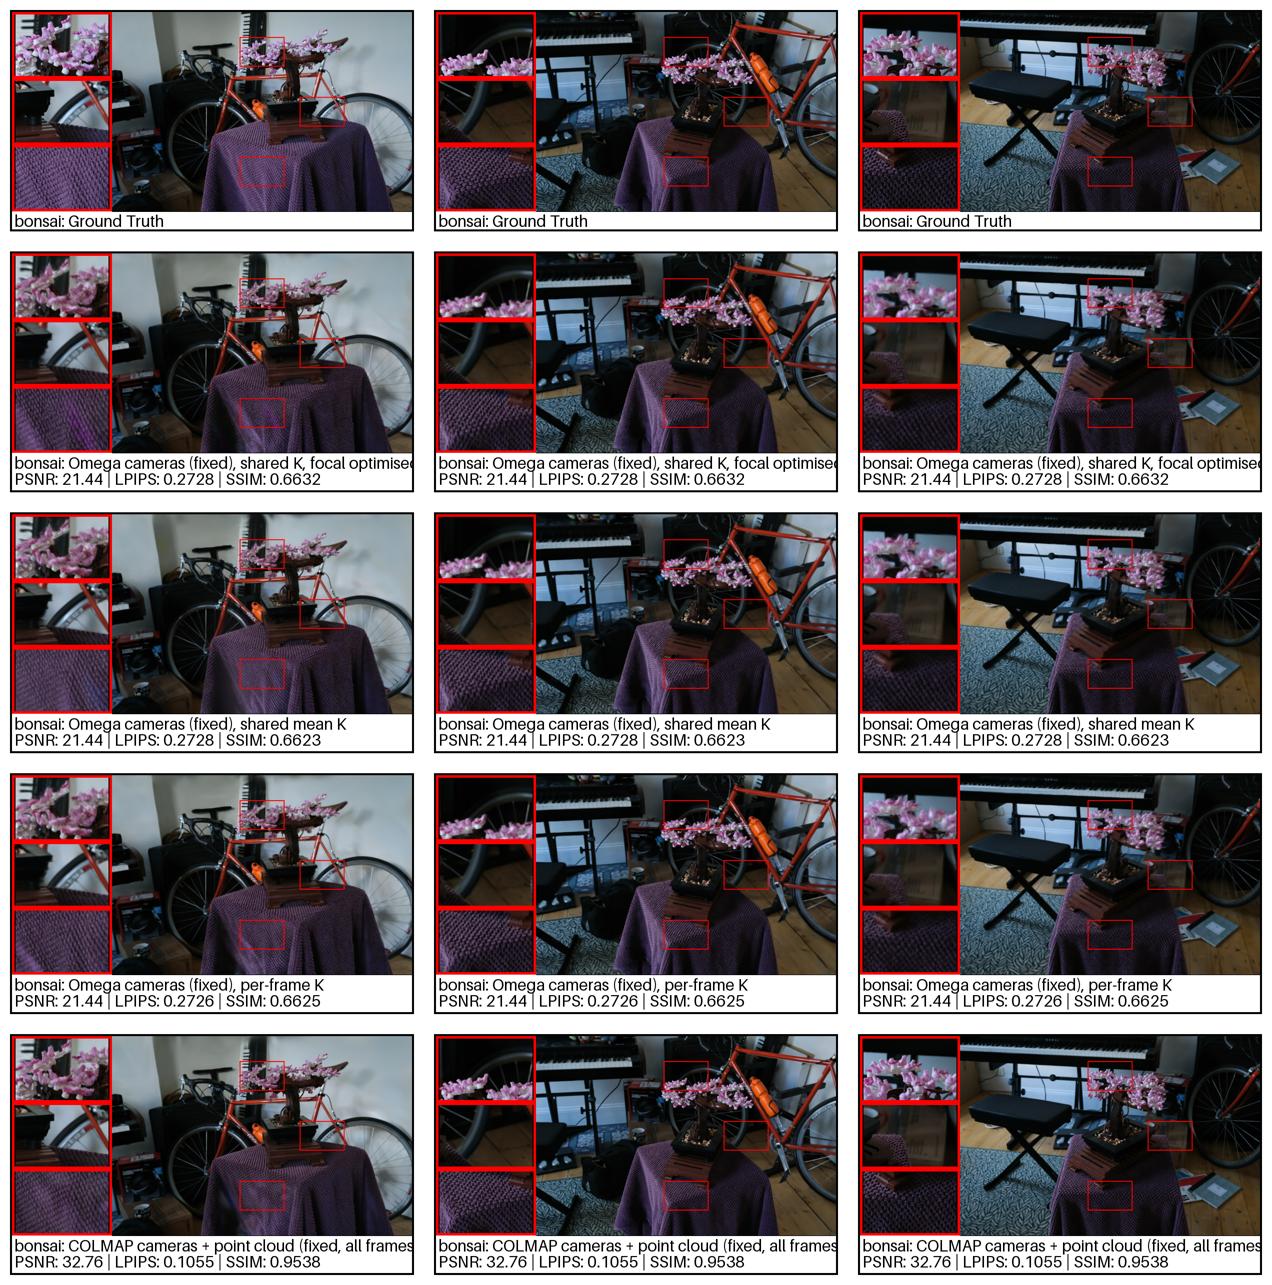 bonsai: Ground Truth
bonsai: Ground Truth
bonsai: Ground Truth
bonsai: Omega cameras (fixed), shared K, focal optimised
PSNR: 21.44 | LPIPS: 0.2728 | SSIM: 0.6632
bonsai: Omega cameras (fixed), shared K, focal optimised
PSNR: 21.44 | LPIPS: 0.2728 | SSIM: 0.6632
bonsai: Omega cameras (fixed), shared K, focal optimised
PSNR: 21.44 | LPIPS: 0.2728 | SSIM: 0.6632
bonsai: Omega cameras (fixed), shared mean K
PSNR: 21.44 | LPIPS: 0.2728 | SSIM: 0.6623
bonsai: Omega cameras (fixed), shared mean K
PSNR: 21.44 | LPIPS: 0.2728 | SSIM: 0.6623
bonsai: Omega cameras (fixed), shared mean K
PSNR: 21.44 | LPIPS: 0.2728 | SSIM: 0.6623
bonsai: Omega cameras (fixed), per-frame K
PSNR: 21.44 | LPIPS: 0.2726 | SSIM: 0.6625
bonsai: Omega cameras (fixed), per-frame K
PSNR: 21.44 | LPIPS: 0.2726 | SSIM: 0.6625
bonsai: Omega cameras (fixed), per-frame K
PSNR: 21.44 | LPIPS: 0.2726 | SSIM: 0.6625
bonsai: COLMAP cameras + point cloud (fixed, all frames
PSNR: 32.76 | LPIPS: 0.1055 | SSIM: 0.9538
bonsai: COLMAP cameras + point cloud (fixed, all frames
PSNR: 32.76 | LPIPS: 0.1055 | SSIM: 0.9538
bonsai: COLMAP cameras + point cloud (fixed, all frames
PSNR: 32.76 | LPIPS: 0.1055 | SSIM: 0.9538